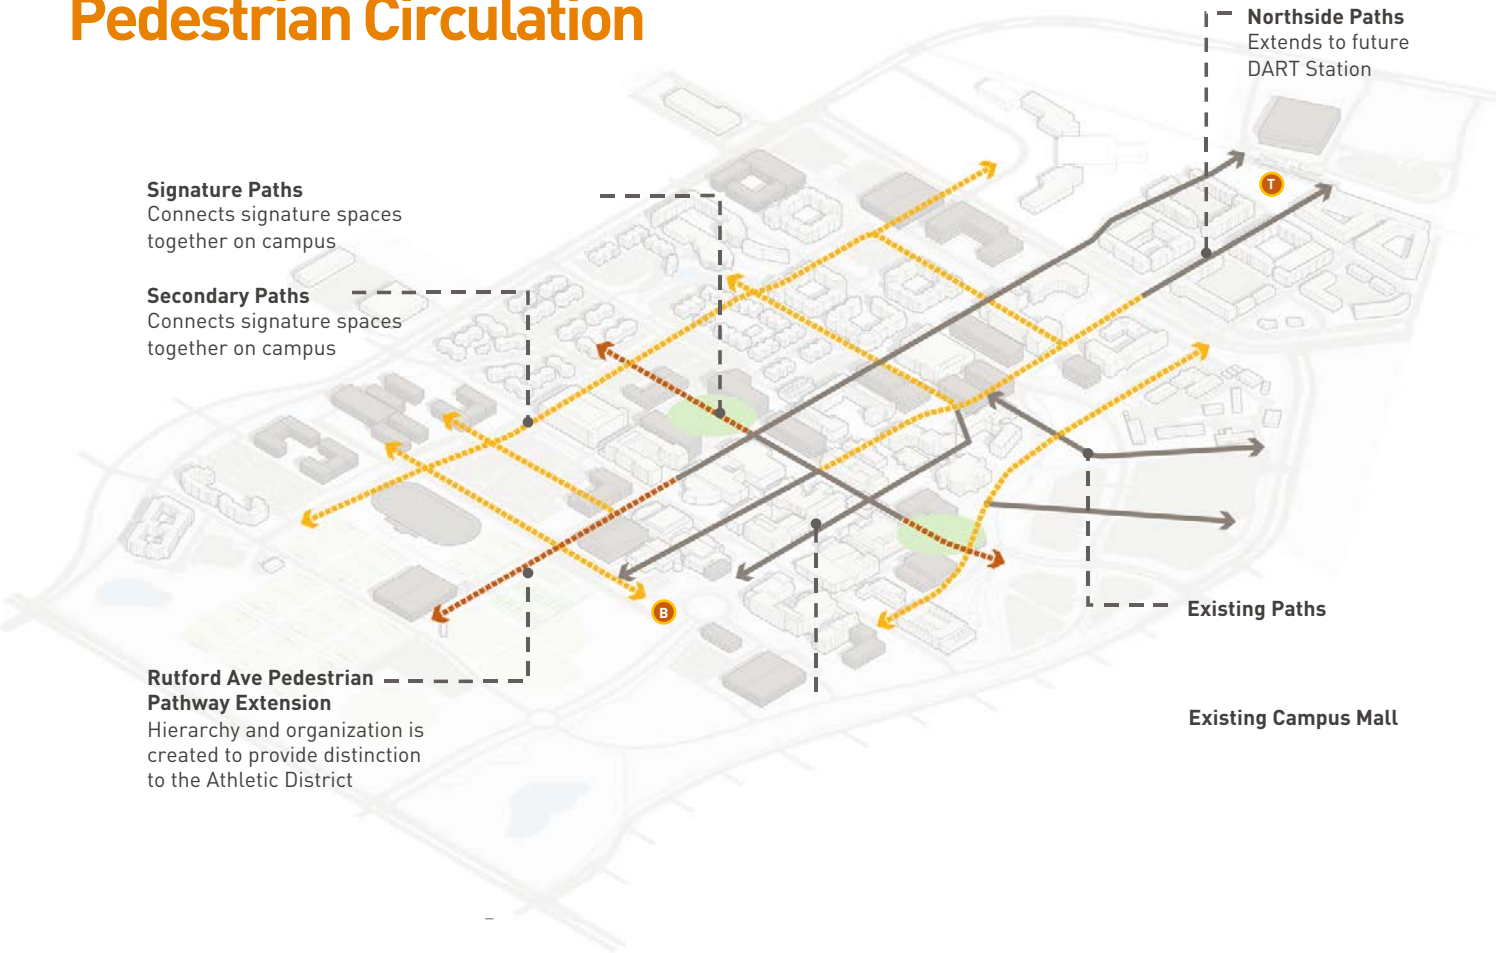 Pedestrian Circulation
Northside Paths
Extends to future
DART Station
T
Signature Paths
Connects signature spaces
together on campus
Secondary Paths
Connects signature spaces
together on campus
B
Existing Paths
Rutford Ave Pedestrian
Pathway Extension
Hierarchy and organization is
created to provide distinction
to the Athletic District
Existing Campus Mall